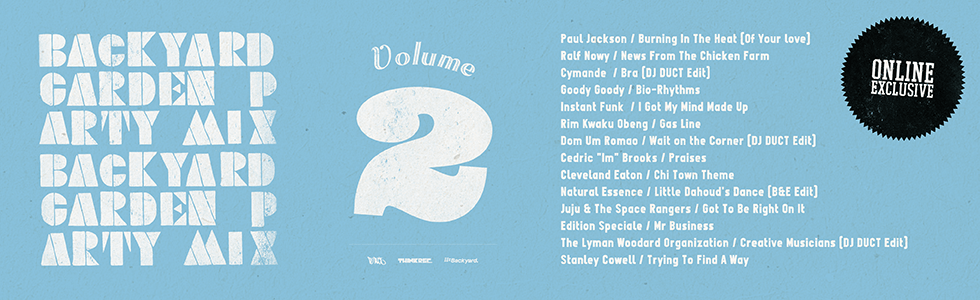 BACKYARD
GARDEN P
ARTY MIX
BACKYARD
GARDEN P
ARTY MIX
Volume
2
THINKREC.
Backyard.
Paul Jackson / Burning In The Heat [Of Your love]
Ralf Nowy / News From The Chicken Farm
Cymande / Bra [DJ DUCT Edit]
Goody Goody / Bio-Rhythms
Instant Funk / I Got My Mind Made Up
Rim Kwaku Obeng / Gas Line
Dom Um Romao / Wait on the Corner [DJ DUCT Edit]
Cedric "Im" Brooks / Praises
Cleveland Eaton / Chi Town Theme
Natural Essence / Little Dahoud's Dance [B&E Edit]
Juju & The Space Rangers / Got To Be Right On It
Edition Speciale / Mr Business
The Lyman Woodard Organization / Creative Musicians [DJ DUCT Edit]
Stanley Cowell / Trying To Find A Way
ONLINE
EXCLUSIVE